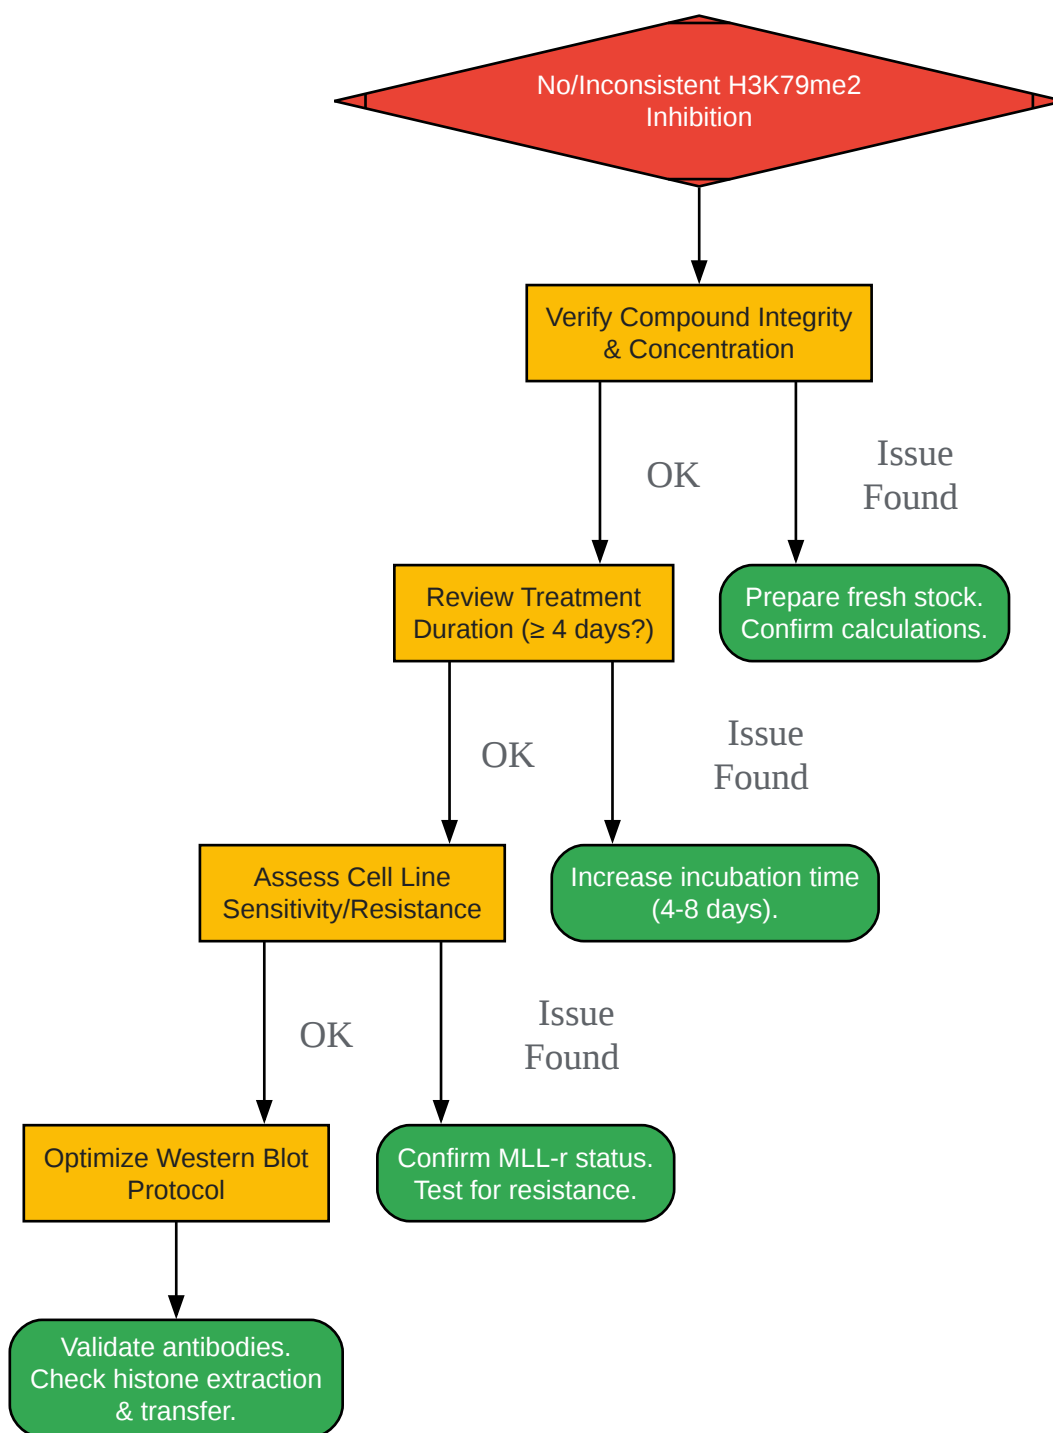 No/Inconsistent H3K79me2
Inhibition
Verify Compound Integrity
& Concentration
OK
Issue
Found
Review Treatment
Duration (≥ 4 days?)
Prepare fresh stock.
Confirm calculations.
OK
Issue
Found
Assess Cell Line
Sensitivity/Resistance
Increase incubation time
(4-8 days).
OK
Issue
Found
Optimize Western Blot
Protocol
Confirm MLL-r status.
Test for resistance.
Validate antibodies.
Check histone extraction
& transfer.